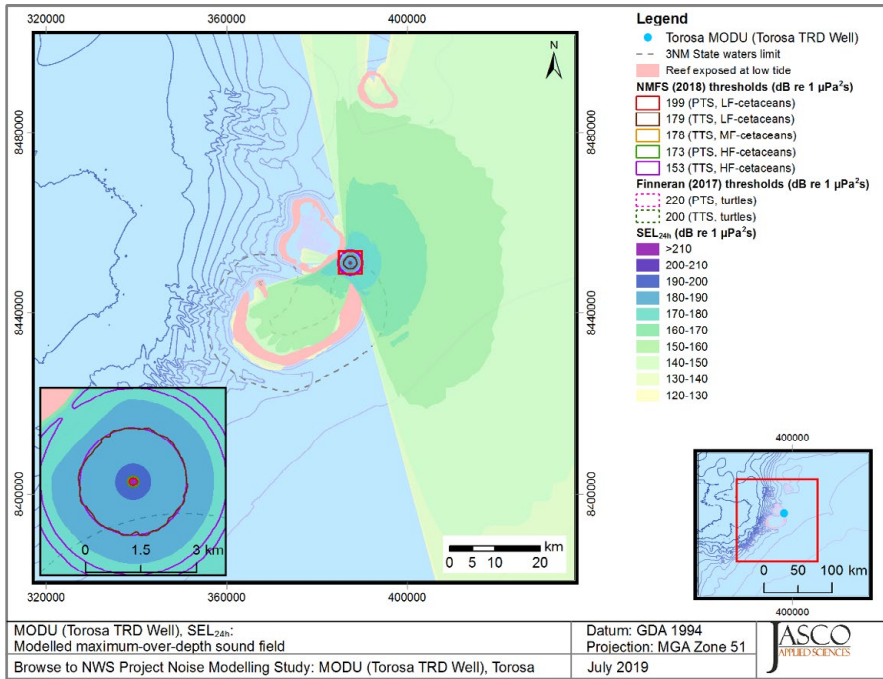 320000
360000
400000
8480000
8440000
8400000
N
0 1.5 3 km
km
0 5 10 20
320000
360000
400000
8480000
8440000
8400000
Legend
Torosa MODU (Torosa TRD Well)
3NM State waters limit
Reef exposed at low tide
NMFS (2018) thresholds (dB re 1 µPa²s)
199 (PTS, LF-cetaceans)
179 (TTS, LF-cetaceans)
178 (TTS, MF-cetaceans)
173 (PTS, HF-cetaceans)
153 (TTS, HF-cetaceans)
Finneran (2017) thresholds (dB re 1 µPa²s)
220 (PTS, turtles)
200 (TTS, turtles)
SEL24h (dB re 1 µPa²s)
>210
200-210
190-200
180-190
170-180
160-170
150-160
140-150
130-140
120-130
400000
8400000
0 50 100 km
400000
MODU (Torosa TRD Well), SEL24h:
Modelled maximum-over-depth sound field
Browse to NWS Project Noise Modelling Study: MODU (Torosa TRD Well), Torosa
Datum: GDA 1994
Projection: MGA Zone 51
July 2019
JASCO
APPLIED SCIENCES